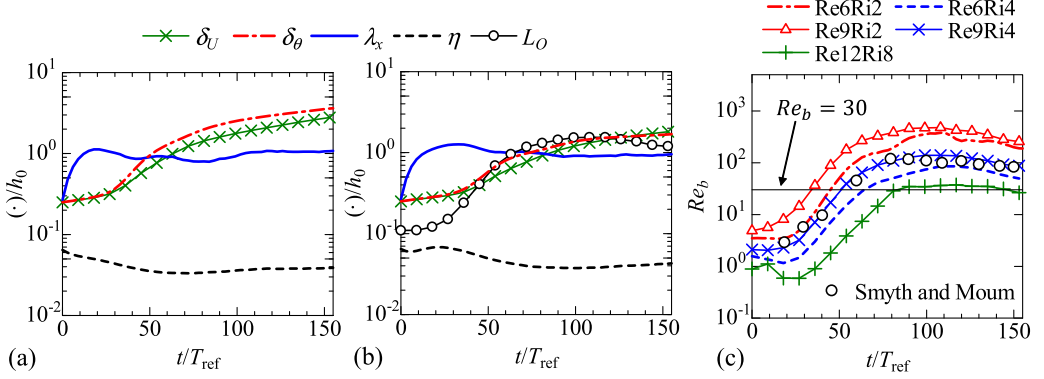 δ_U δ_θ λ_x η L_O
Re6Ri2 Re6Ri4
Re9Ri2 Re9Ri4
Re12Ri8
10^1
10^0
10^-1
10^-2
(·)/h_0
0 50 100 150
t/T_ref
(a)
10^1
10^0
10^-1
10^-2
(·)/h_0
0 50 100 150
t/T_ref
(b)
10^3
10^2
10^1
10^0
10^-1
Re_b
Re_b = 30
Smyth and Moum
0 50 100 150
t/T_ref
(c)